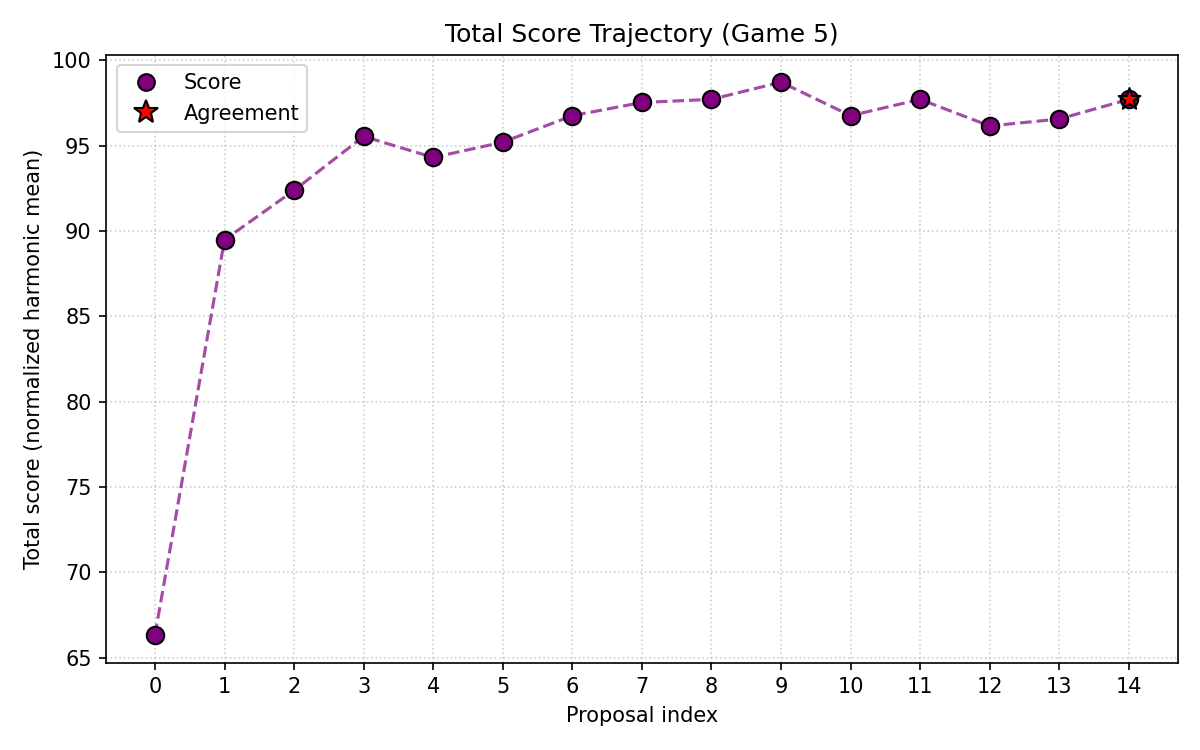 Total Score Trajectory (Game 5)
Score
Agreement
Total score (normalized harmonic mean)
100
95
90
85
80
75
70
65
0 1 2 3 4 5 6 7 8 9 10 11 12 13 14
Proposal index